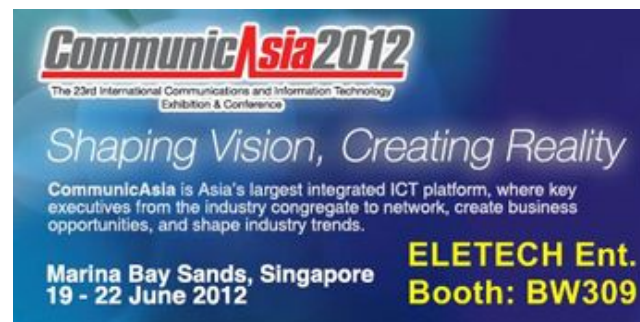 CommunicAsia2012
The 23rd International Communications and Information Technology
Exhibition & Conference
Shaping Vision, Creating Reality
CommunicAsia is Asia's largest integrated ICT platform, where key
executives from the industry congregate to network, create business
opportunities, and shape industry trends.
Marina Bay Sands, Singapore
19 - 22 June 2012
ELETECH Ent.
Booth: BW309